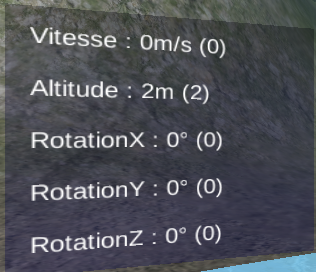 Vitesse : 0m/s (0)
Altitude : 2m (2)
RotationX : 0° (0)
RotationY : 0° (0)
RotationZ : 0° (0)